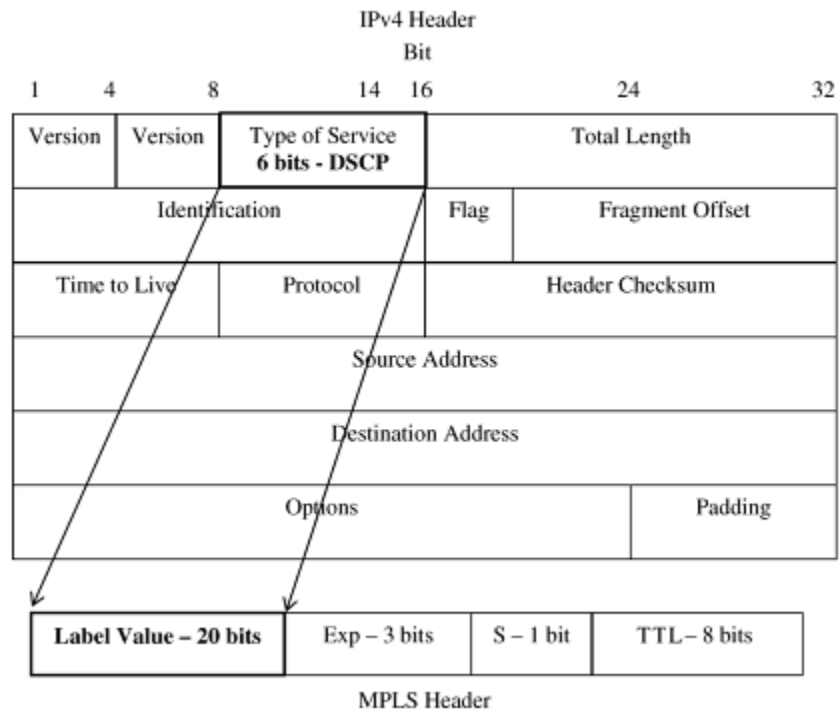 IPv4 Header
Bit
1 4 8 14 16 24 32
Version Version Type of Service Total Length
6 bits - DSCP
Identification Flag Fragment Offset
Time to Live Protocol Header Checksum
Source Address
Destination Address
Options Padding
Label Value – 20 bits Exp – 3 bits S – 1 bit TTL – 8 bits
MPLS Header